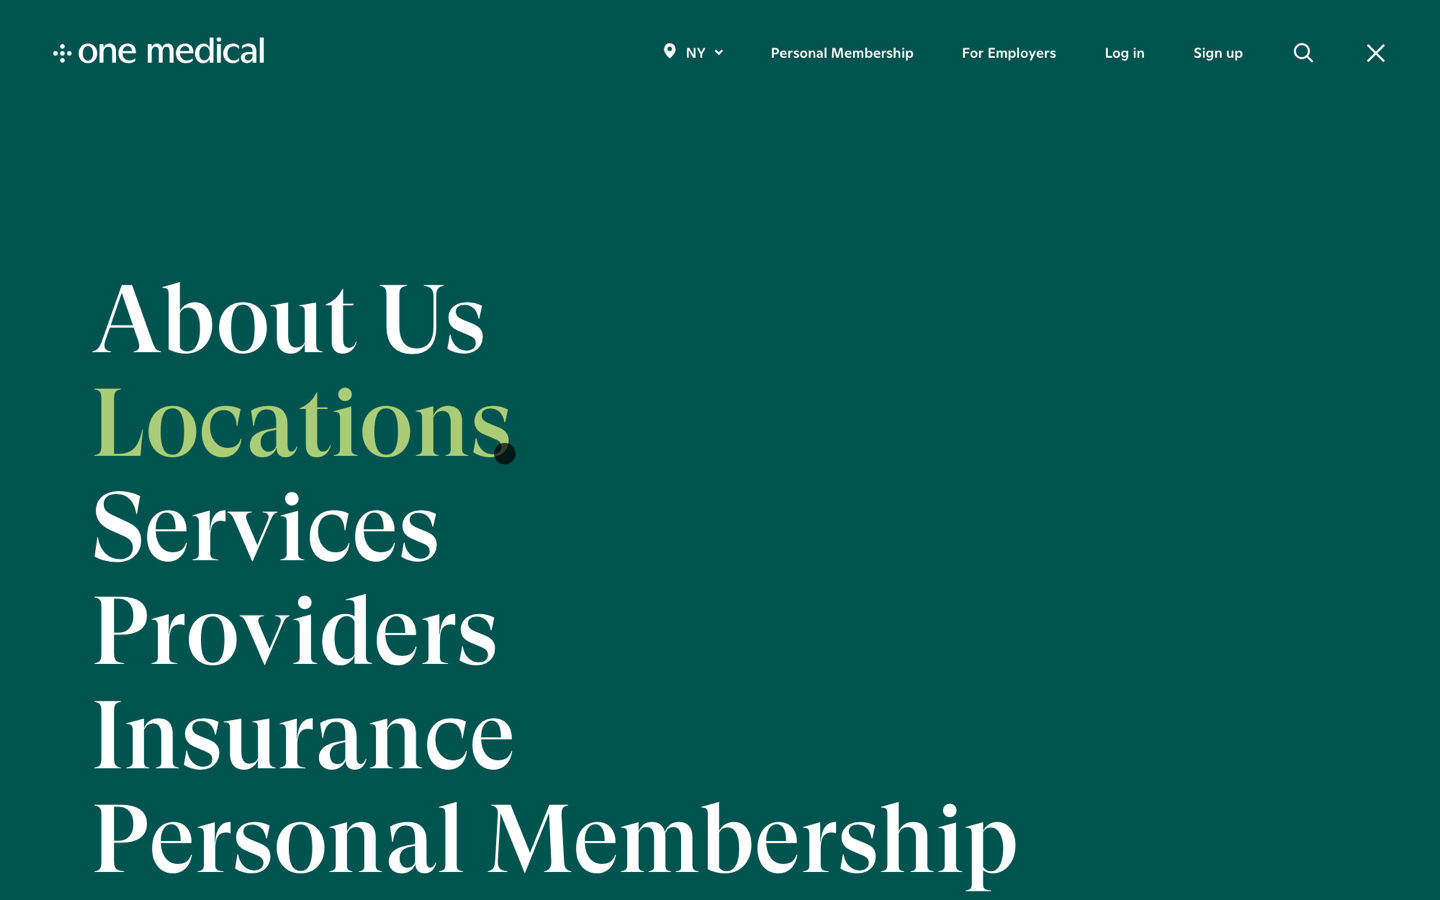 one medical
NY Personal Membership For Employers Log in Sign up
About Us
Locations
Services
Providers
Insurance
Personal Membership